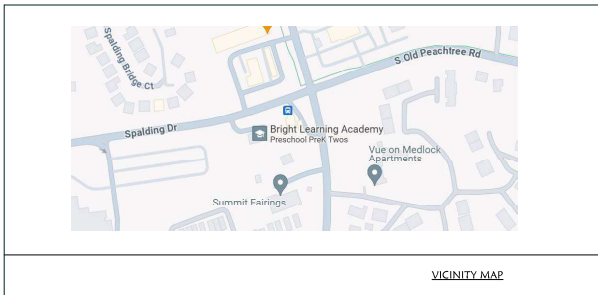 Spalding Bridge Ct
S Old Peachtree Rd
Spalding Dr
Bright Learning Academy
Preschool PreK Twos
Vue on Medlock
Apartments
Summit Fairings
VICINITY MAP